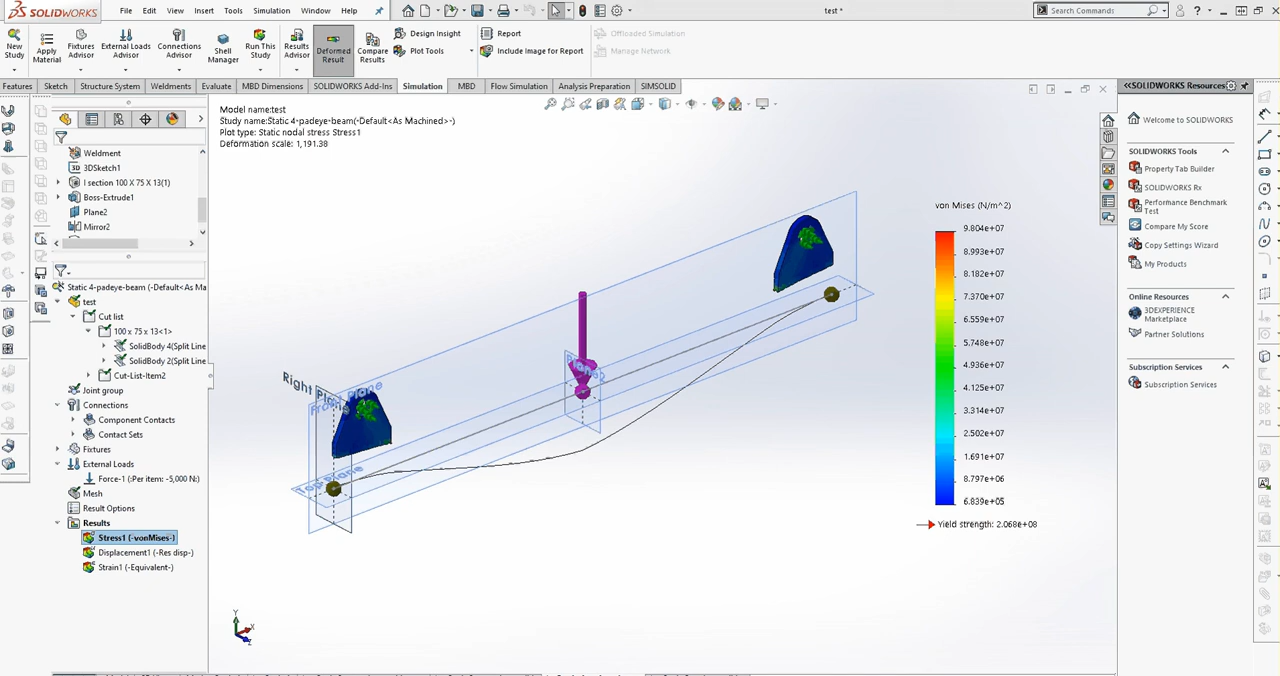 SOLIDWORKS
File Edit View Insert Tools Simulation Window Help
test *
Search Commands
New Study
Apply Material
Fixtures Advisor
External Loads Advisor
Connections Advisor
Shell Manager
Run This Study
Results Advisor
Deformed Result
Compare Results
Design Insight
Plot Tools
Report
Include Image for Report
Offloaded Simulation
Manage Network
Features Sketch Structure System Weldments Evaluate MBD Dimensions SOLIDWORKS Add-Ins Simulation MBD Flow Simulation Analysis Preparation SIMSOLID
Weldment
3DSketch1
I section 100 X 75 X 13(1)
Boss-Extrude1
Plane2
Mirror2
Static 4-padeye-beam (-Default<As Ma
test
Cut list
100 x 75 x 13<1>
SolidBody 4(Split Line
SolidBody 2(Split Line
Cut-List-Item2
Joint group
Connections
Component Contacts
Contact Sets
Fixtures
External Loads
Force-1 (:Per item: -5,000 N:)
Mesh
Result Options
Results
Stress1 (-vonMises-)
Displacement1 (-Res disp-)
Strain1 (-Equivalent-)
Model name:test
Study name:Static 4-padeye-beam(-Default<As Machined>-)
Plot type: Static nodal stress Stress1
Deformation scale: 1,191.38
Right Plane
Front Plane
Top Plane
Plane2
von Mises (N/m^2)
9.804e+07
8.993e+07
8.182e+07
7.370e+07
6.559e+07
5.748e+07
4.936e+07
4.125e+07
3.314e+07
2.502e+07
1.691e+07
8.797e+06
6.839e+05
Yield strength: 2.068e+08
Y
X
Z
<<SOLIDWORKS Resources
Welcome to SOLIDWORKS
SOLIDWORKS Tools
Property Tab Builder
SOLIDWORKS Rx
Performance Benchmark
Test
Compare My Score
Copy Settings Wizard
My Products
Online Resources
3DEXPERIENCE
Marketplace
Partner Solutions
Subscription Services
Subscription Services